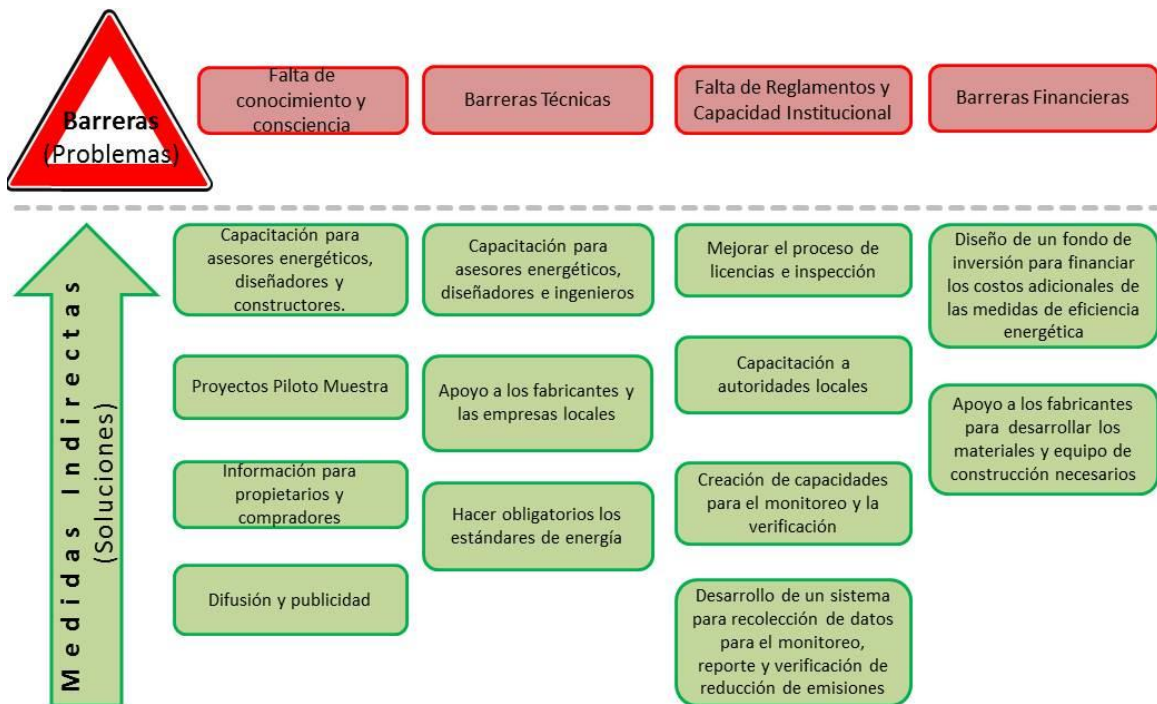 Barreras
(Problemas)
Falta de
conocimiento y
consciencia
Barreras Técnicas
Falta de Reglamentos y
Capacidad Institucional
Barreras Financieras
Medidas Indirectas
(Soluciones)
Capacitación para
asesores energéticos,
diseñadores y
constructores.
Proyectos Piloto Muestra
Información para
propietarios y
compradores
Difusión y publicidad
Capacitación para
asesores energéticos,
diseñadores e ingenieros
Apoyo a los fabricantes y
las empresas locales
Hacer obligatorios los
estándares de energía
Mejorar el proceso de
licencias e inspección
Capacitación a
autoridades locales
Creación de capacidades
para el monitoreo y la
verificación
Desarrollo de un sistema
para recolección de datos
para el monitoreo,
reporte y verificación de
reducción de emisiones
Diseño de un fondo de
inversión para financiar
los costos adicionales de
las medidas de eficiencia
energética
Apoyo a los fabricantes
para desarrollar los
materiales y equipo de
construcción necesarios